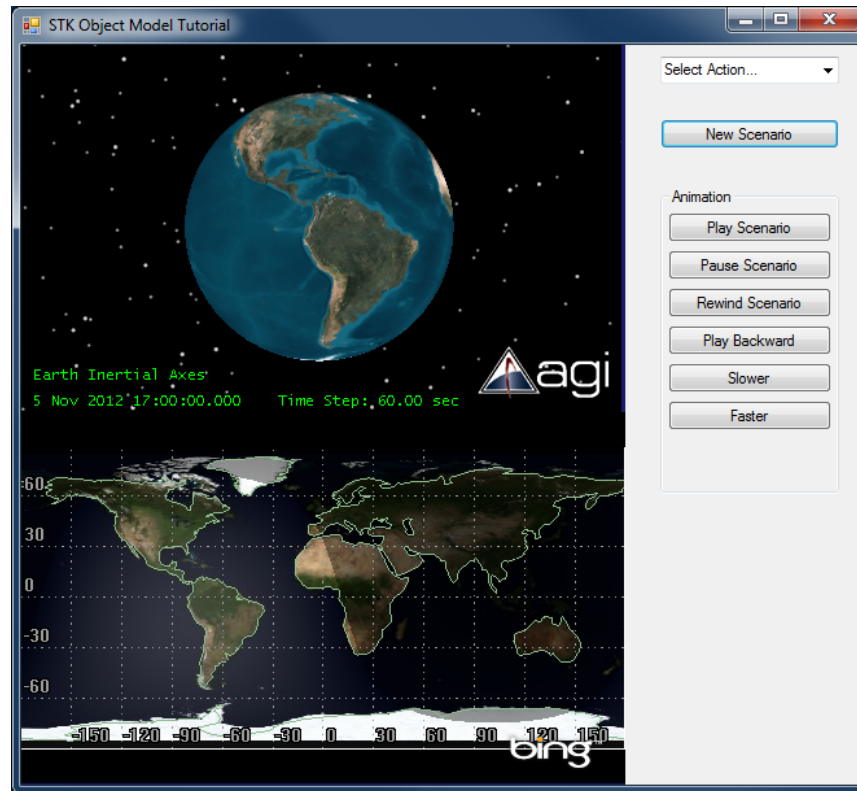 STK Object Model Tutorial
Select Action...
New Scenario
Animation
Play Scenario
Pause Scenario
Rewind Scenario
Play Backward
Slower
Faster
agi
Earth Inertial Axes
5 Nov 2012 17:00:00.000 Time Step: 60.00 sec
60
30
0
-30
-60
-150 -120 -90 -60 -30 0 30 60 90 120 150
bing